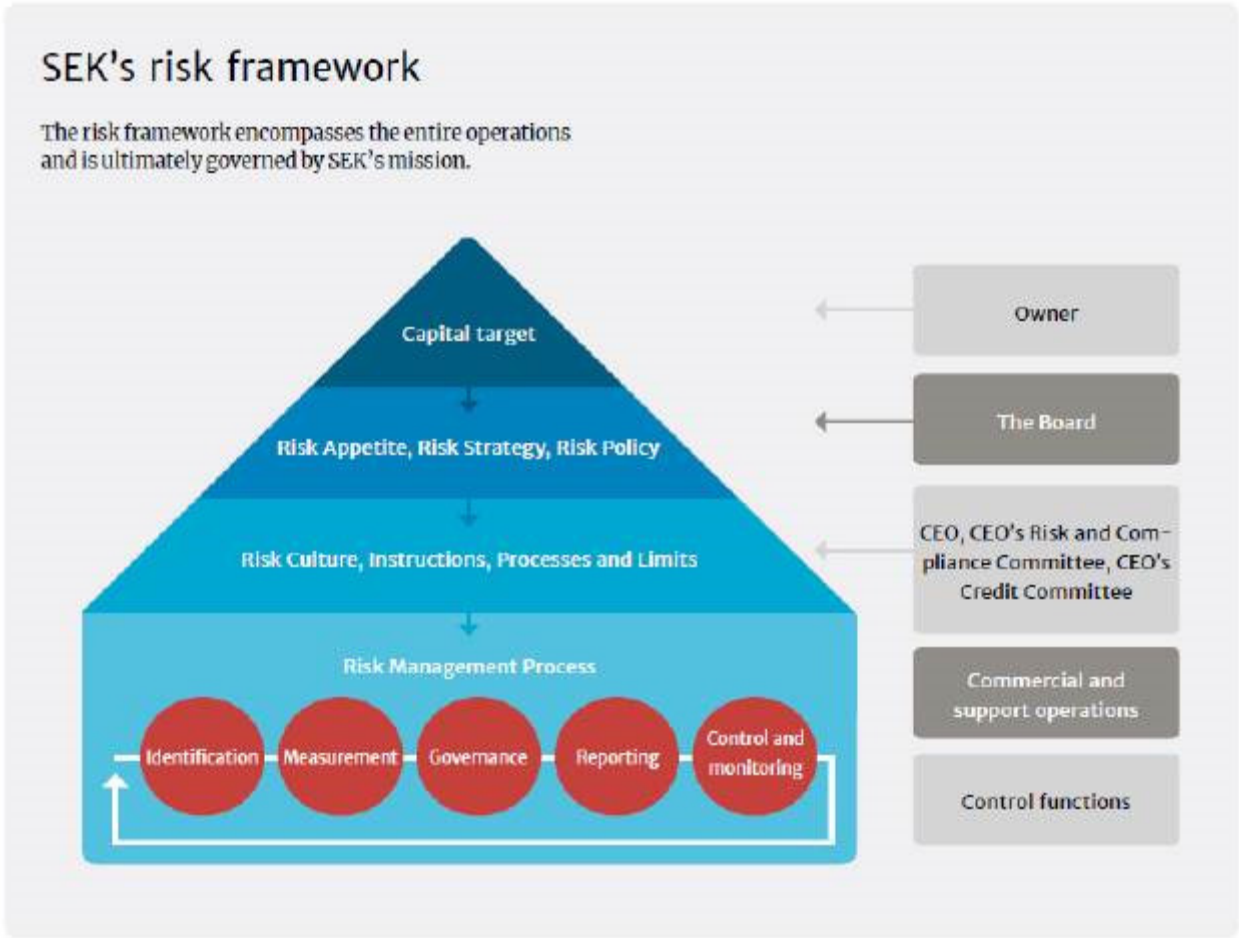 SEK's risk framework
The risk framework encompasses the entire operations
and is ultimately governed by SEK's mission.
Capital target
Risk Appetite, Risk Strategy, Risk Policy
Risk Culture, Instructions, Processes and Limits
Risk Management Process
Identification
Measurement
Governance
Reporting
Control and
monitoring
Owner
The Board
CEO, CEO's Risk and Com-
pliance Committee, CEO's
Credit Committee
Commercial and
support operations
Control functions